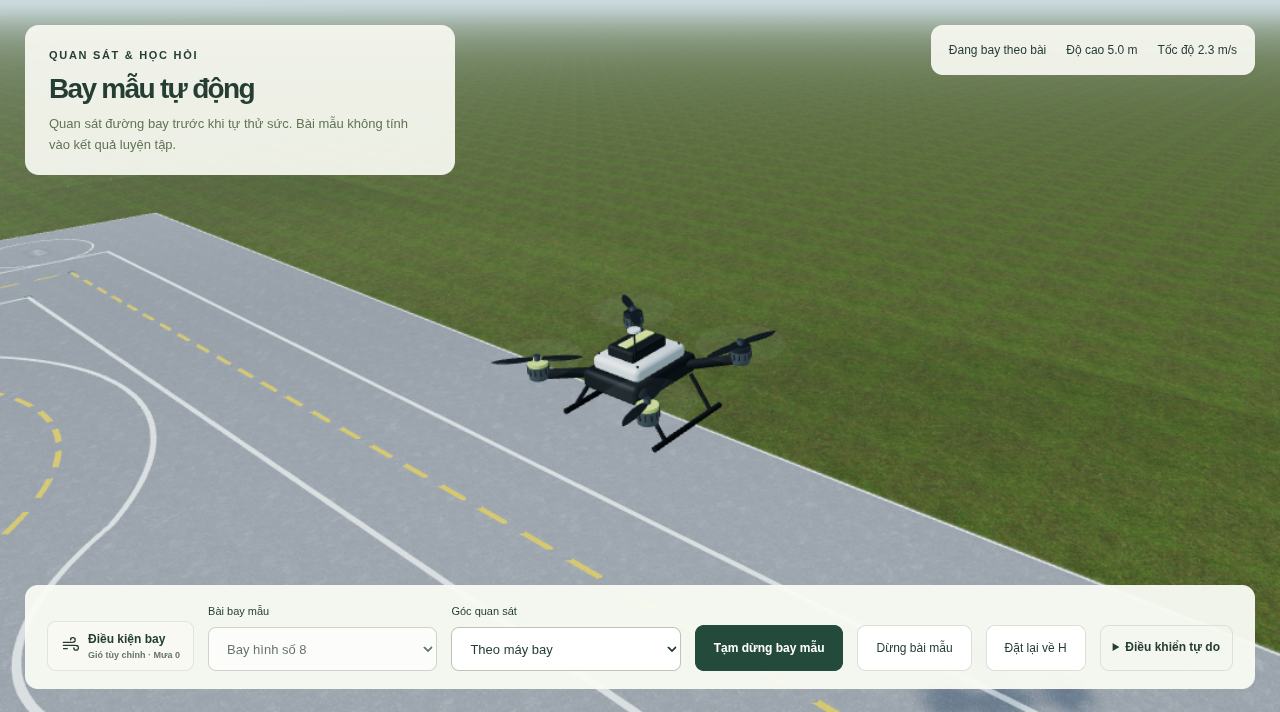 QUAN SÁT & HỌC HỎI
Bay mẫu tự động
Quan sát đường bay trước khi tự thử sức. Bài mẫu không tính
vào kết quả luyện tập.
Đang bay theo bài
Độ cao 5.0 m
Tốc độ 2.3 m/s
Điều kiện bay
Gió tùy chỉnh · Mưa 0
Bài bay mẫu
Bay hình số 8
Góc quan sát
Theo máy bay
Tạm dừng bay mẫu
Dừng bài mẫu
Đặt lại về H
Điều khiển tự do